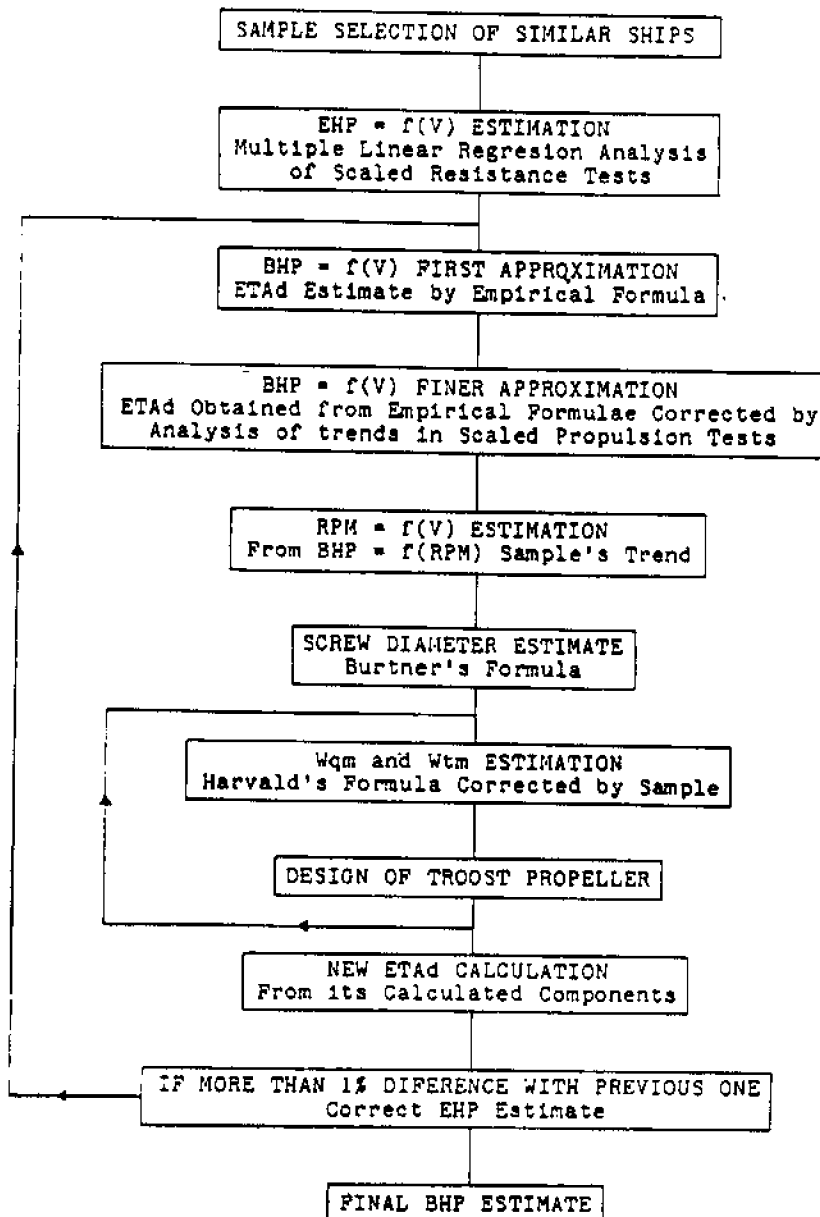 SAMPLE SELECTION OF SIMILAR SHIPS
EHP = f(V) ESTIMATION
Multiple Linear Regresion Analysis
of Scaled Resistance Tests
BHP = f(V) FIRST APPROXIMATION
ETAd Estimate by Empirical Formula
BHP = f(V) FINER APPROXIMATION
ETAd Obtained from Empirical Formulae Corrected by
Analysis of trends in Scaled Propulsion Tests
RPM = f(V) ESTIMATION
From BHP = f(RPM) Sample's Trend
SCREW DIAMETER ESTIMATE
Burtner's Formula
Wqm and Wtm ESTIMATION
Harvald's Formula Corrected by Sample
DESIGN OF TROOST PROPELLER
NEW ETAd CALCULATION
From its Calculated Components
IF MORE THAN 1% DIFERENCE WITH PREVIOUS ONE
Correct EHP Estimate
FINAL BHP ESTIMATE